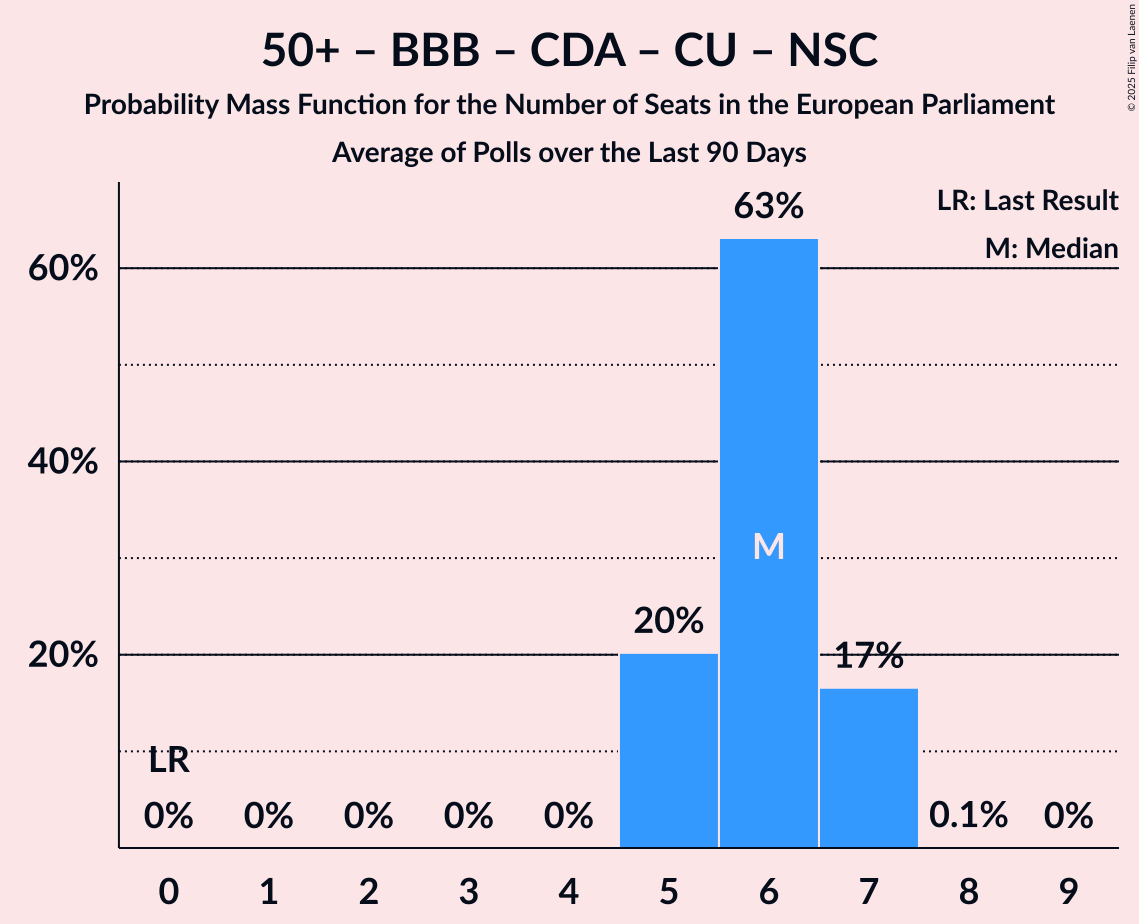 50+ – BBB – CDA – CU – NSC
Probability Mass Function for the Number of Seats in the European Parliament
Average of Polls over the Last 90 Days
© 2025 Filip van Laenen
LR: Last Result
M: Median
63%
60%
40%
M
20%
20%
17%
LR
0% 0% 0% 0% 0% 0.1% 0%
0 1 2 3 4 5 6 7 8 9